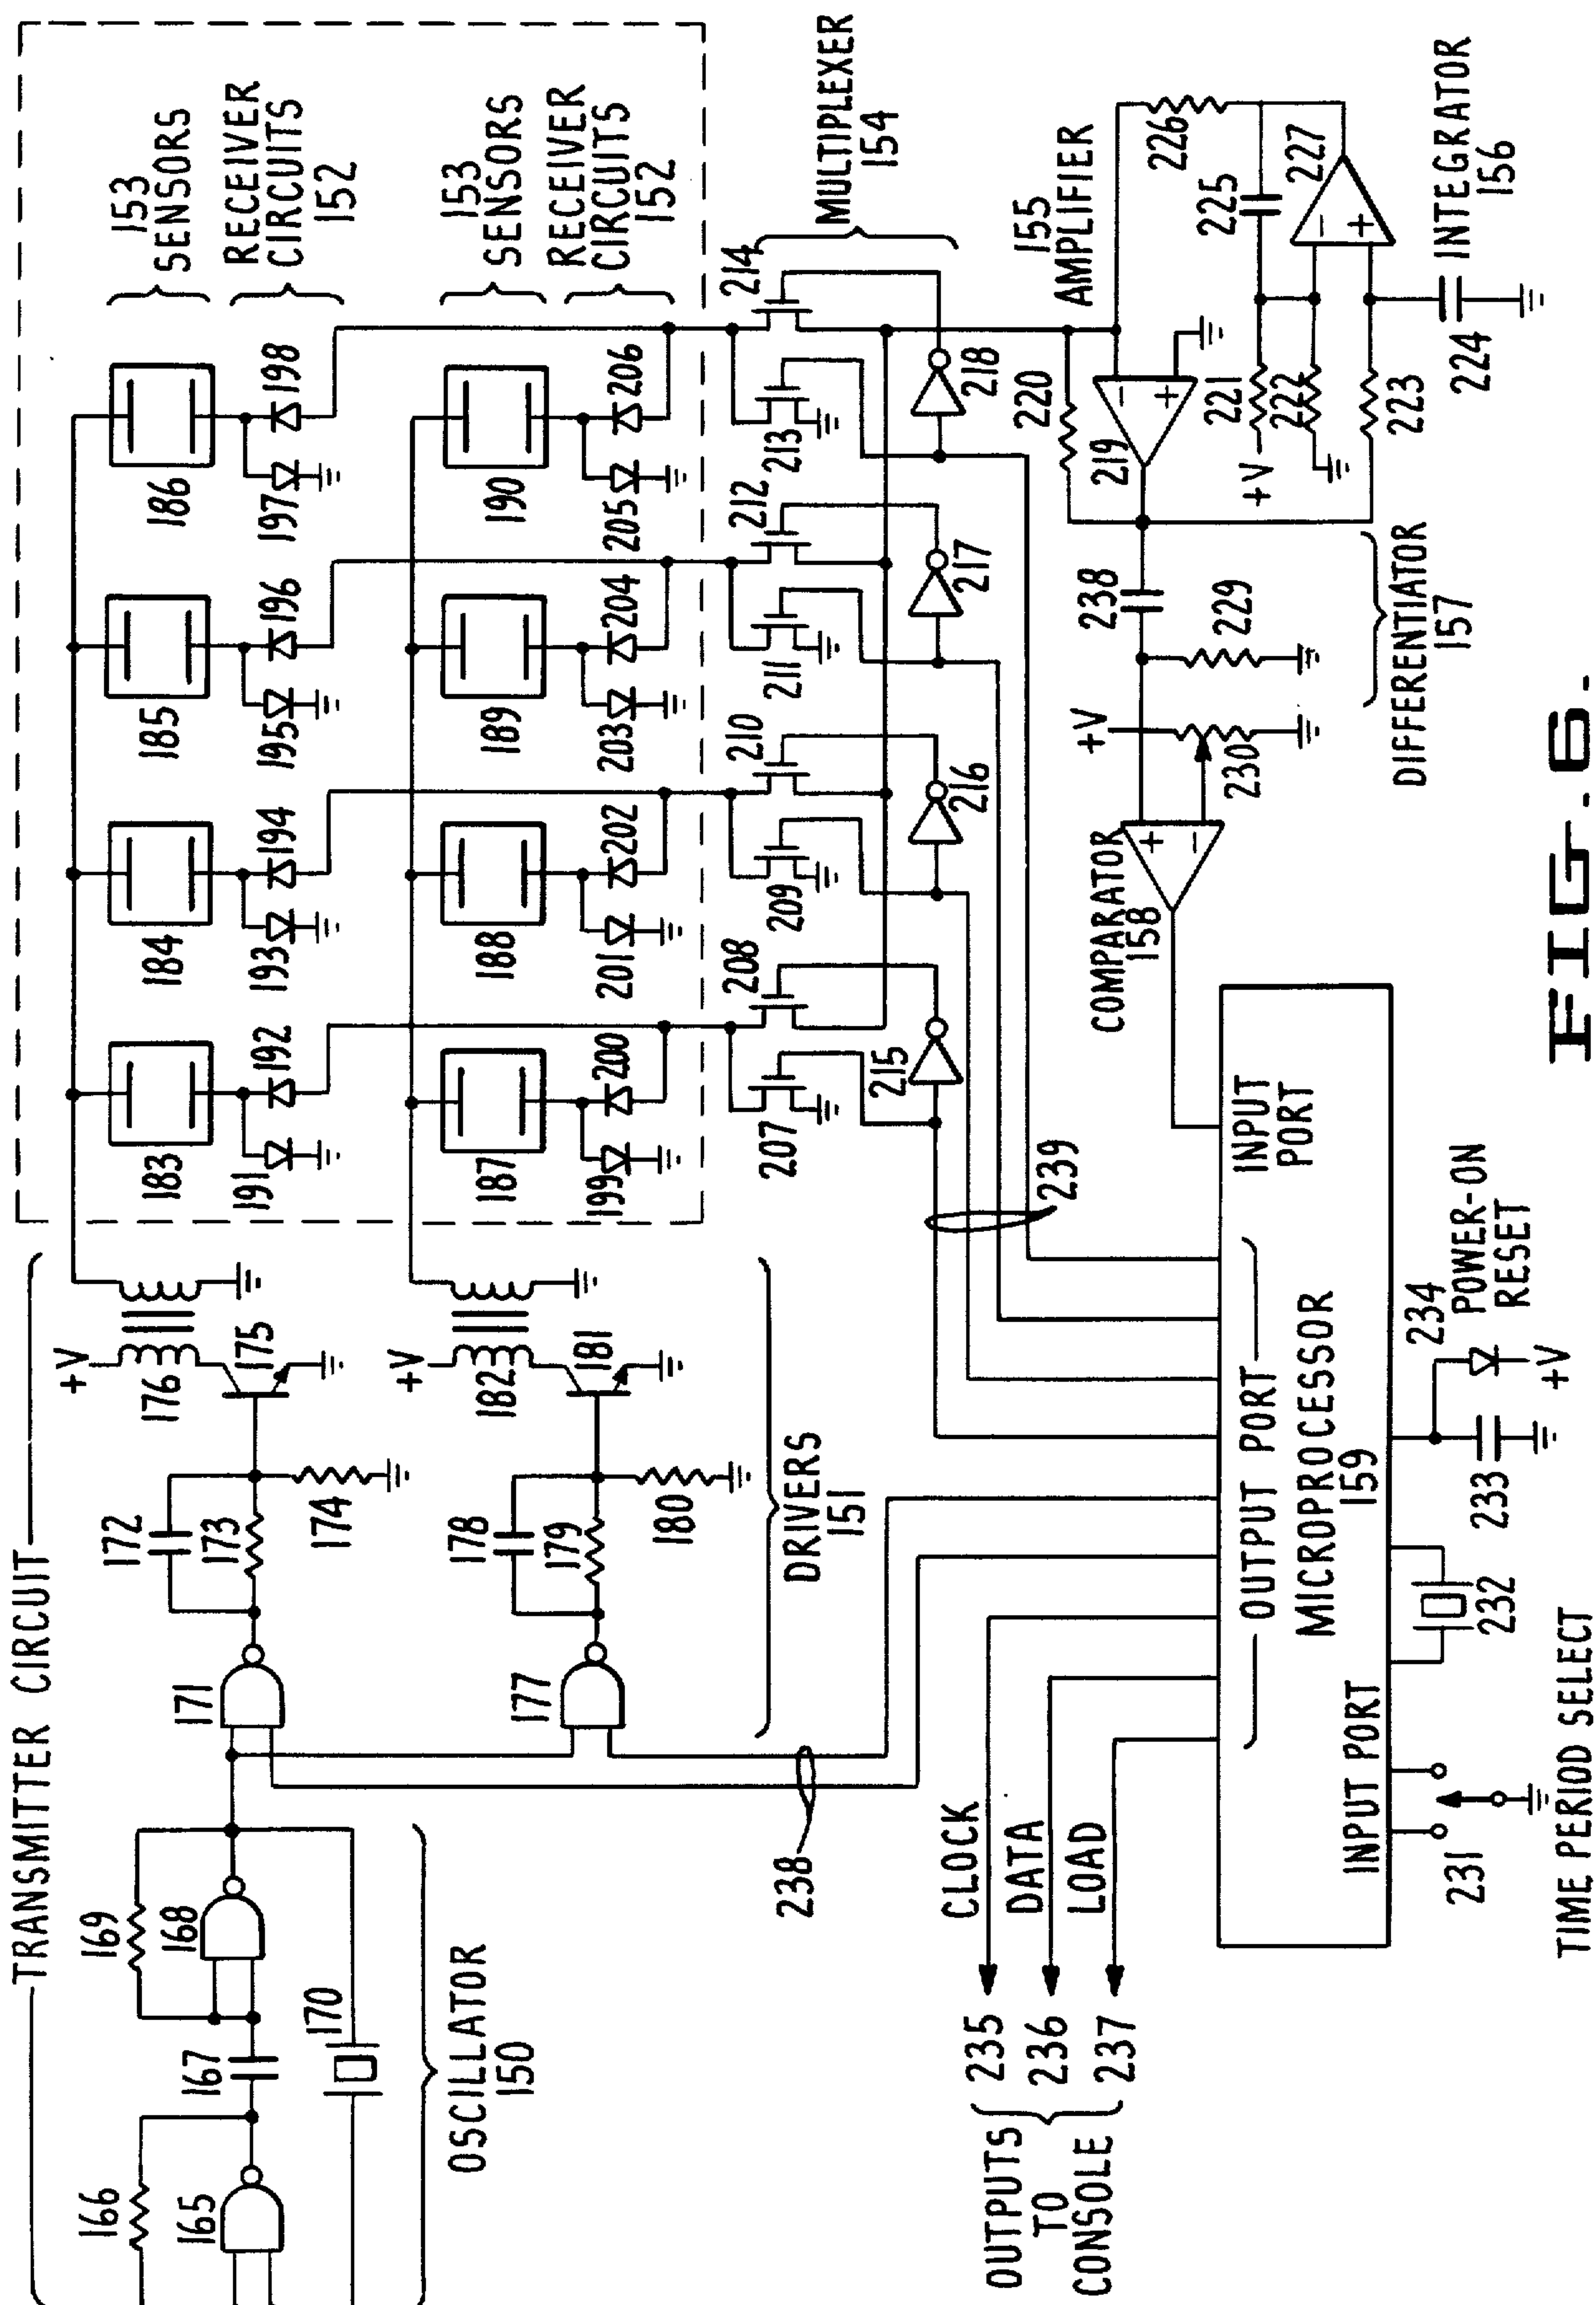 TRANSMITTER CIRCUIT
166
165
167
169
168
170
OSCILLATOR
150
171
172
173
174
+V
176
175
177
178
179
180
+V
182
181
DRIVERS
151
238
183
184
185
186
153
SENSORS
191
192
193
194
195
196
197
198
RECEIVER
CIRCUITS
152
187
188
189
190
153
SENSORS
199
200
201
202
203
204
205
206
RECEIVER
CIRCUITS
152
207
208
209
210
211
212
213
214
MULTIPLEXER
154
215
216
217
218
239
155
AMPLIFIER
220
219
226
225
227
+V
221
222
223
224
INTEGRATOR
156
238
229
+V
230
DIFFERENTIATOR
157
COMPARATOR
158
OUTPUTS
TO
CONSOLE
235
236
237
CLOCK
DATA
LOAD
OUTPUT PORT
INPUT
PORT
MICROPROCESSOR
159
INPUT PORT
231
TIME PERIOD SELECT
232
233
234
+V
POWER-ON
RESET
+
-
-
+
-
+
FIG. 6.